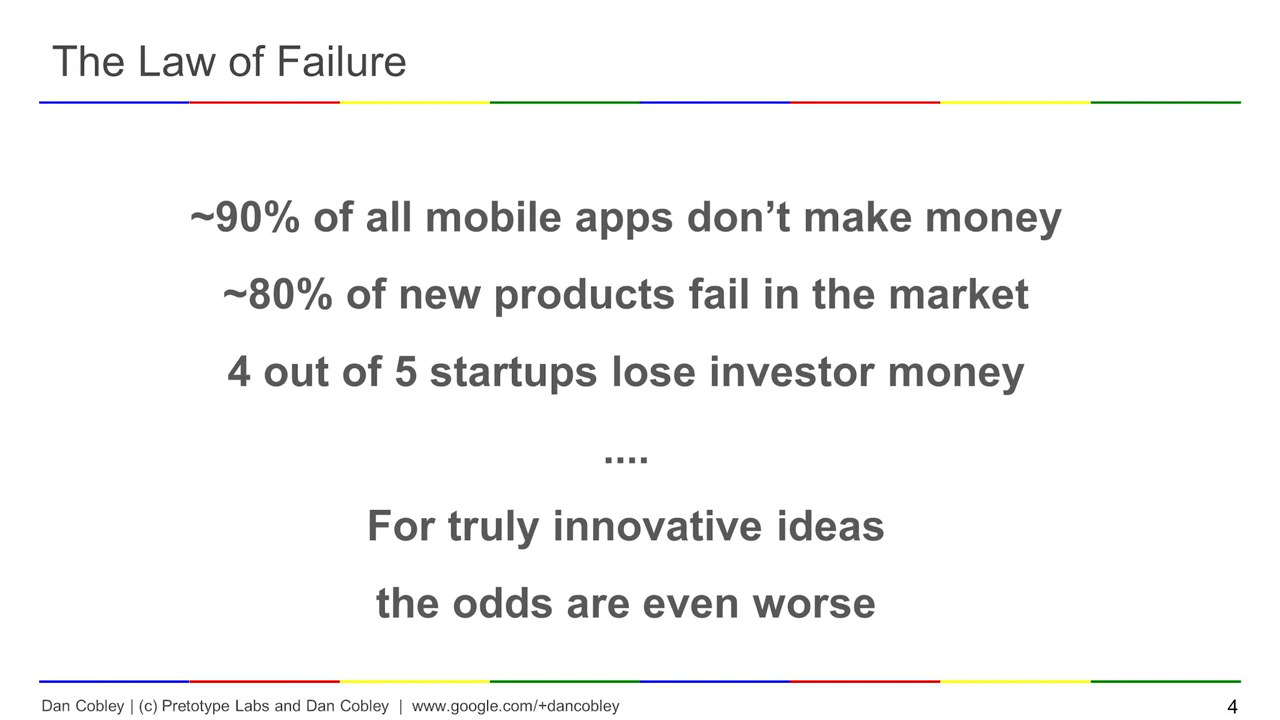 The Law of Failure
~90% of all mobile apps don’t make money
~80% of new products fail in the market
4 out of 5 startups lose investor money
....
For truly innovative ideas
the odds are even worse
Dan Cobley | (c) Pretotype Labs and Dan Cobley | www.google.com/+dancobley
4